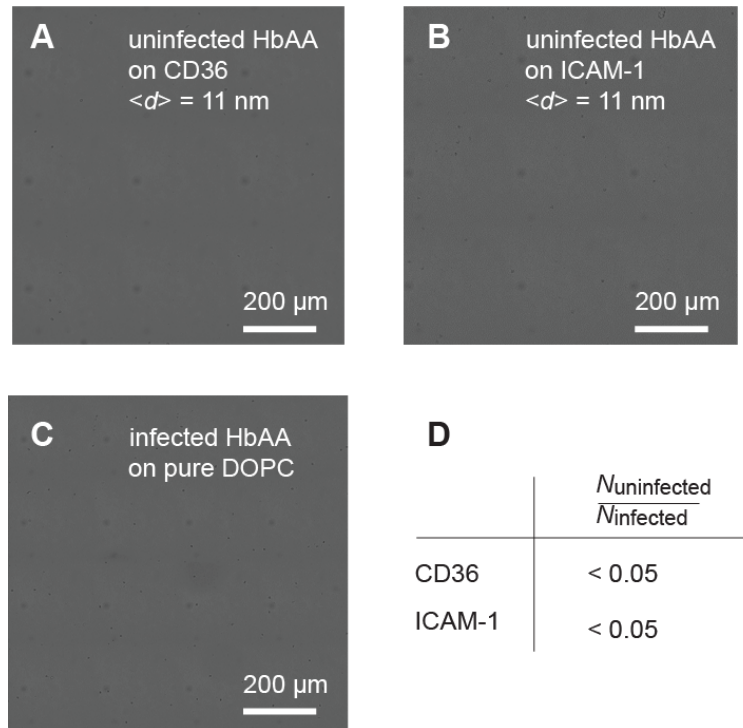 A
uninfected HbAA
on CD36
<d> = 11 nm
200 µm
B
uninfected HbAA
on ICAM-1
<d> = 11 nm
200 µm
C
infected HbAA
on pure DOPC
200 µm
D
Nuninfected
Ninfected
CD36 < 0.05
ICAM-1 < 0.05